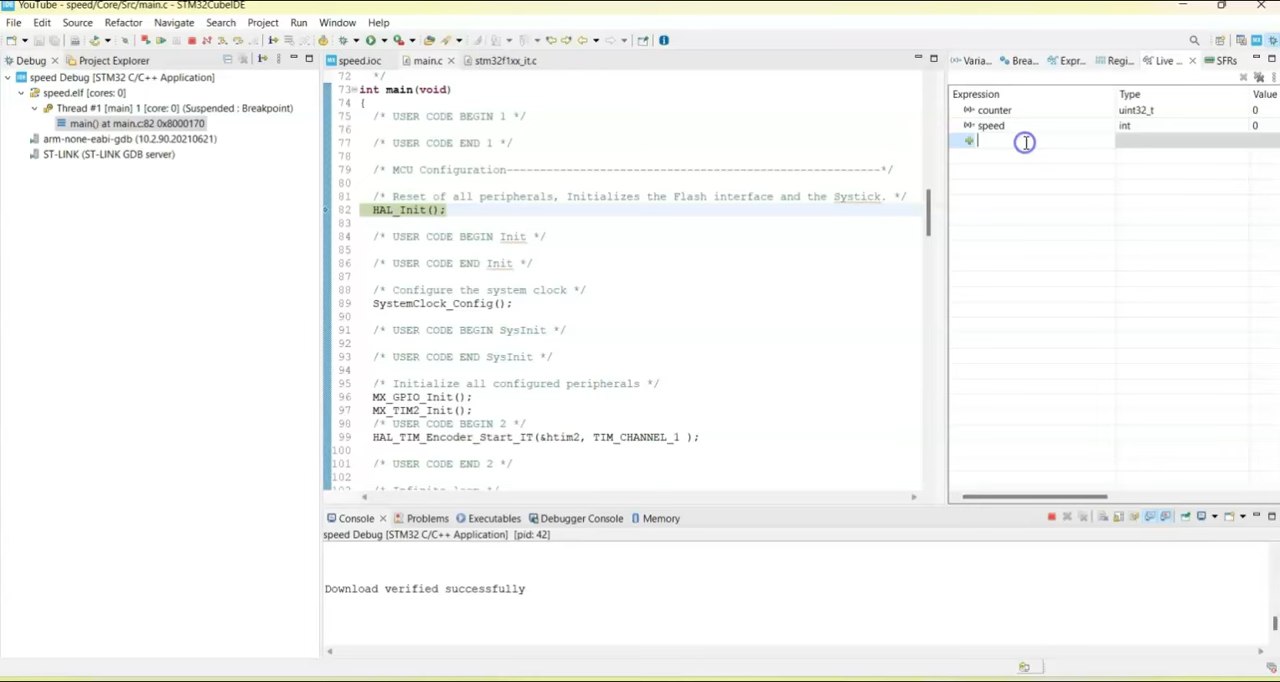 YouTube - speed/Core/Src/main.c - STM32CubeIDE
File Edit Source Refactor Navigate Search Project Run Window Help
Debug Project Explorer
speed Debug [STM32 C/C++ Application]
speed.elf [cores: 0]
Thread #1 [main] 1 [core: 0] (Suspended : Breakpoint)
main() at main.c:82 0x8000170
arm-none-eabi-gdb (10.2.90.20210621)
ST-LINK (ST-LINK GDB server)
speed.ioc main.c stm32f1xx_it.c
72 */
73 int main(void)
74 {
75 /* USER CODE BEGIN 1 */
76
77 /* USER CODE END 1 */
78
79 /* MCU Configuration--------------------------------------------------------*/
80
81 /* Reset of all peripherals, Initializes the Flash interface and the Systick. */
82 HAL_Init();
83
84 /* USER CODE BEGIN Init */
85
86 /* USER CODE END Init */
87
88 /* Configure the system clock */
89 SystemClock_Config();
90
91 /* USER CODE BEGIN SysInit */
92
93 /* USER CODE END SysInit */
94
95 /* Initialize all configured peripherals */
96 MX_GPIO_Init();
97 MX_TIM2_Init();
98 /* USER CODE BEGIN 2 */
99 HAL_TIM_Encoder_Start_IT(&htim2, TIM_CHANNEL_1 );
100
101 /* USER CODE END 2 */
102
(x)= Varia... Brea... Expr... Regi... Live ... SFRs
Expression Type Value
counter uint32_t 0
speed int 0
Console Problems Executables Debugger Console Memory
speed Debug [STM32 C/C++ Application] [pid: 42]
Download verified successfully